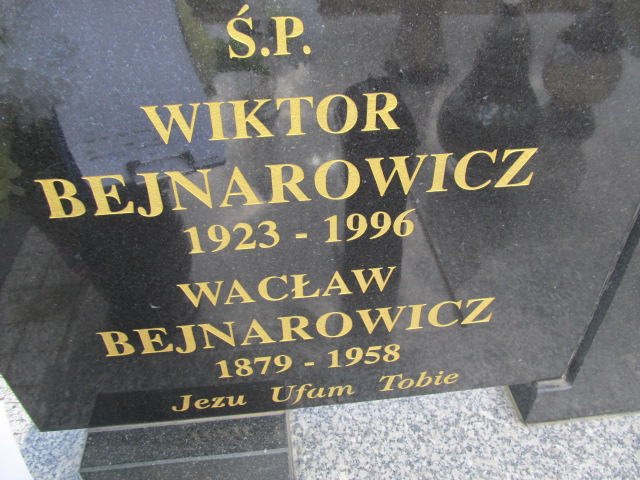 Ś.P.
WIKTOR
BEJNAROWICZ
1923 - 1996
WACŁAW
BEJNAROWICZ
1879 - 1958
Jezu Ufam Tobie